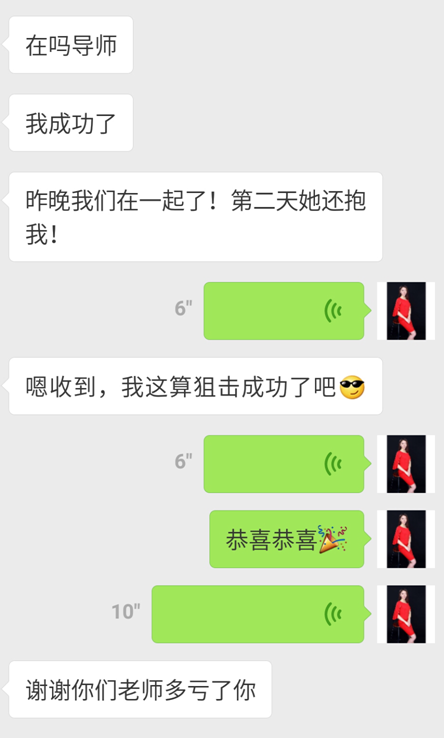 在吗导师
我成功了
昨晚我们在一起了！第二天她还抱
我！
6"
嗯收到，我这算狙击成功了吧😎
6"
恭喜恭喜🎉
10"
谢谢你们老师多亏了你